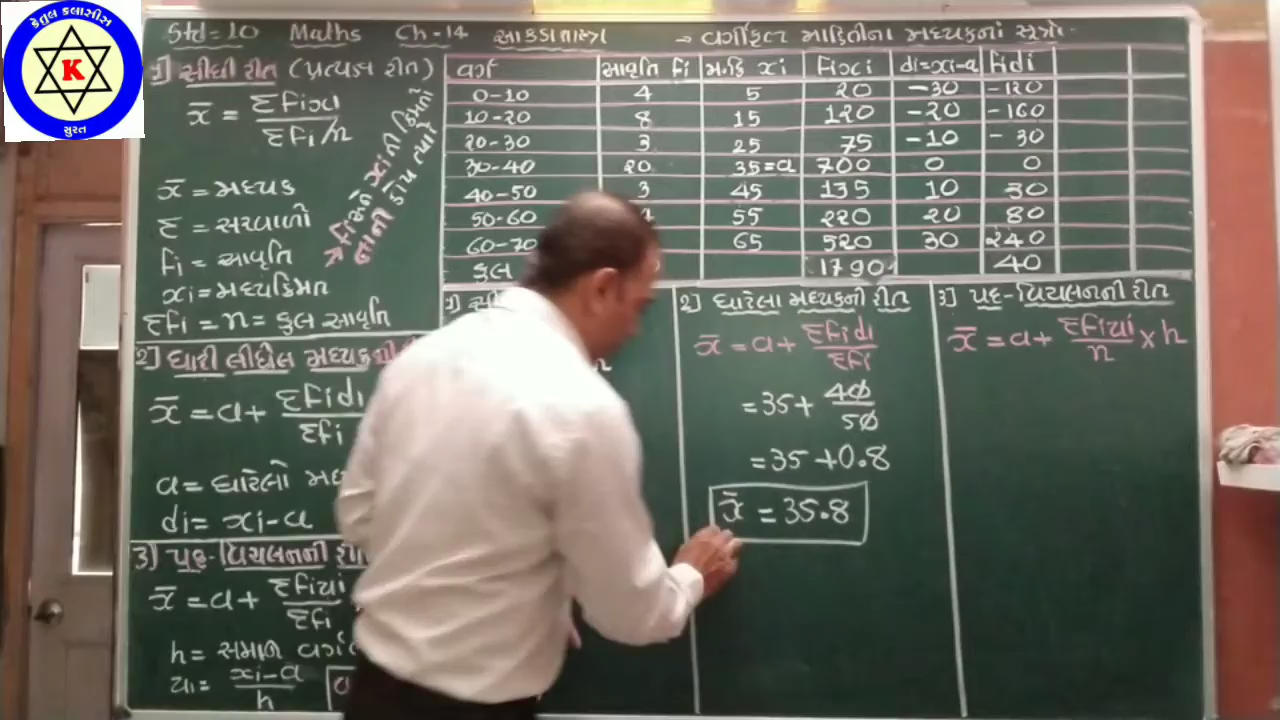 કેતુલ કલાસીસ
K
સુરત
Std = 10 Maths Ch-14 આંકડાશાસ્ત્ર → વર્ગીકૃત માહિતીના મધ્યકનાં સૂત્રો.
1) સીધી રીત (પ્રત્યક્ષ રીત)
x̄ = Σfixi / Σfi/n
→ fi અને xi ની કિંમતો
નાની હોય ત્યારે
x̄ = મધ્યક
Σ = સરવાળો
fi = આવૃત્તિ
xi = મધ્યકિંમત
Σfi = n = કુલ આવૃત્તિ
2] ધારી લીધેલ મધ્યકની
x̄ = a + Σfidi / Σfi
a = ધારેલો
di = xi - a
3] પદ-વિચલનની
x̄ = a + Σfiui / Σfi
h = સમાન
ui = xi - a / h
વર્ગ આવૃત્તિ fi મ.કિ xi fixi di = xi-a fidi
0-10 4 5 20 -30 -120
10-20 8 15 120 -20 -160
20-30 3 25 75 -10 -30
30-40 20 35=a 700 0 0
40-50 3 45 135 10 30
50-60 55 220 20 80
60-70 65 520 30 240
કુલ 1790 40
1)
n
2) ધારેલા મધ્યકની રીત
x̄ = a + Σfidi / Σfi
= 35 + 40 / 50
= 35 + 0.8
x̄ = 35.8
3] પદ-વિચલનની રીત
x̄ = a + Σfiui / n × h